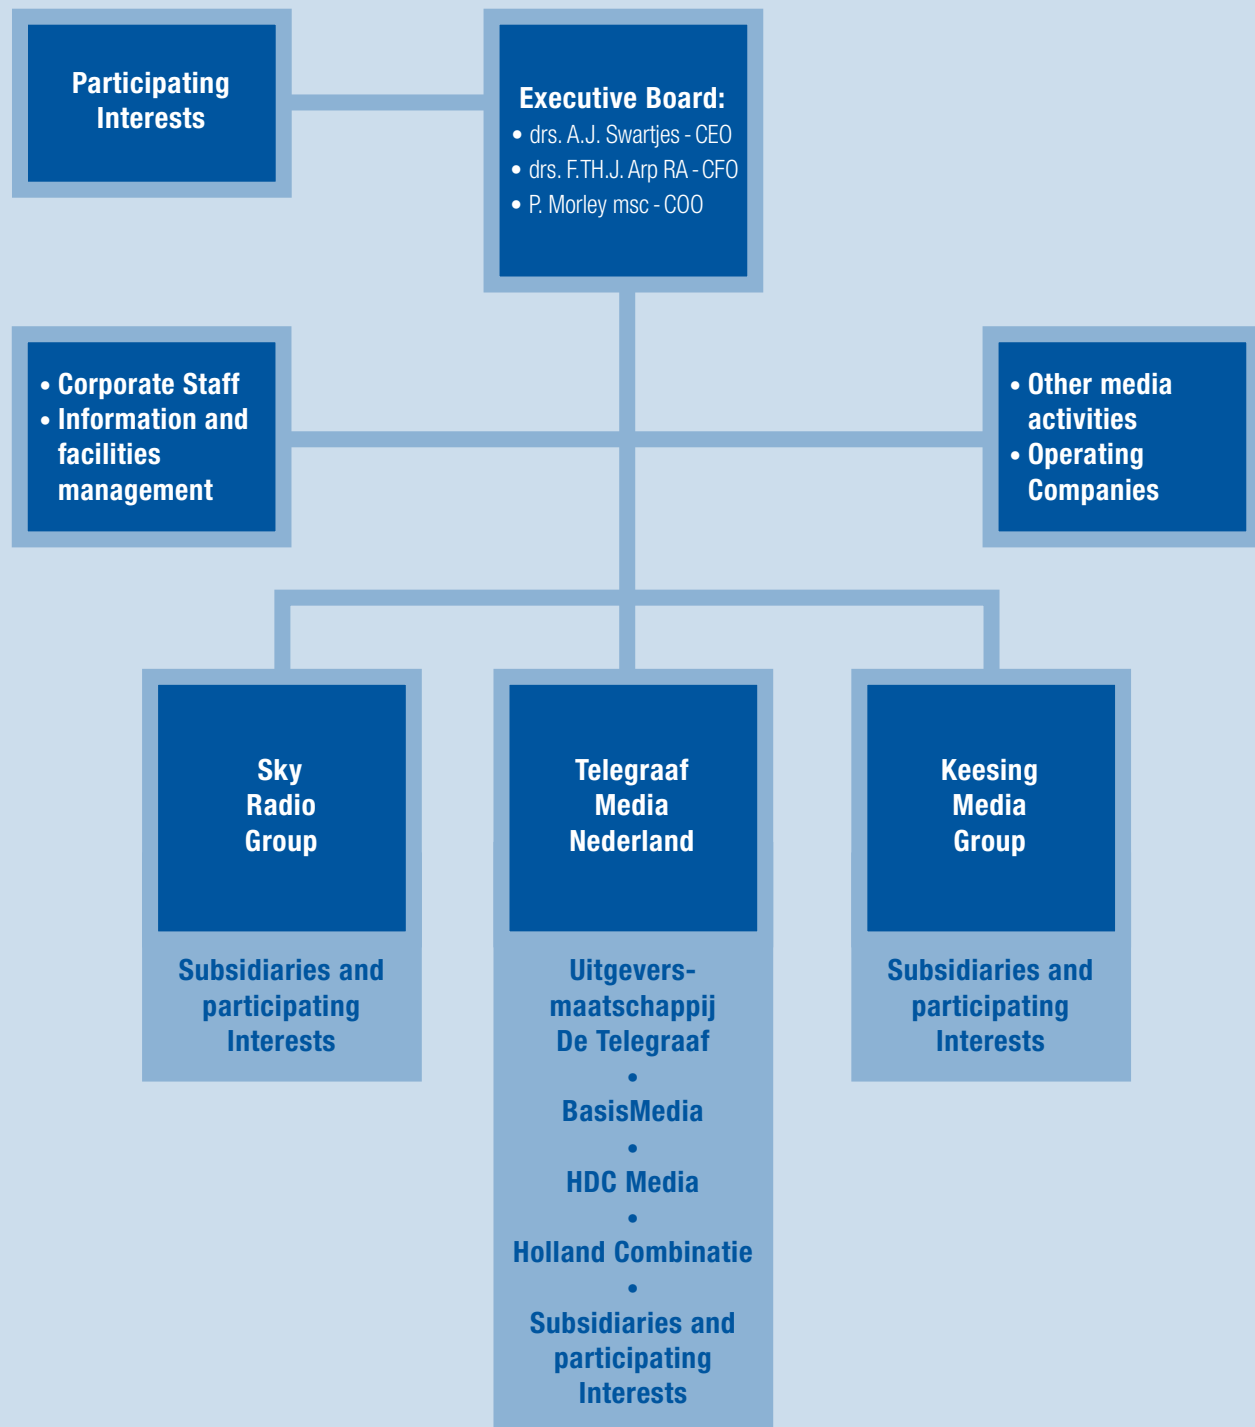 Participating
Interests
Executive Board:
• drs. A.J. Swartjes - CEO
• drs. F.TH.J. Arp RA - CFO
• P. Morley msc - COO
• Corporate Staff
• Information and
facilities
management
• Other media
activities
• Operating
Companies
Sky
Radio
Group
Subsidiaries and
participating
Interests
Telegraaf
Media
Nederland
Uitgevers-
maatschappij
De Telegraaf
•
BasisMedia
•
HDC Media
•
Holland Combinatie
•
Subsidiaries and
participating
Interests
Keesing
Media
Group
Subsidiaries and
participating
Interests